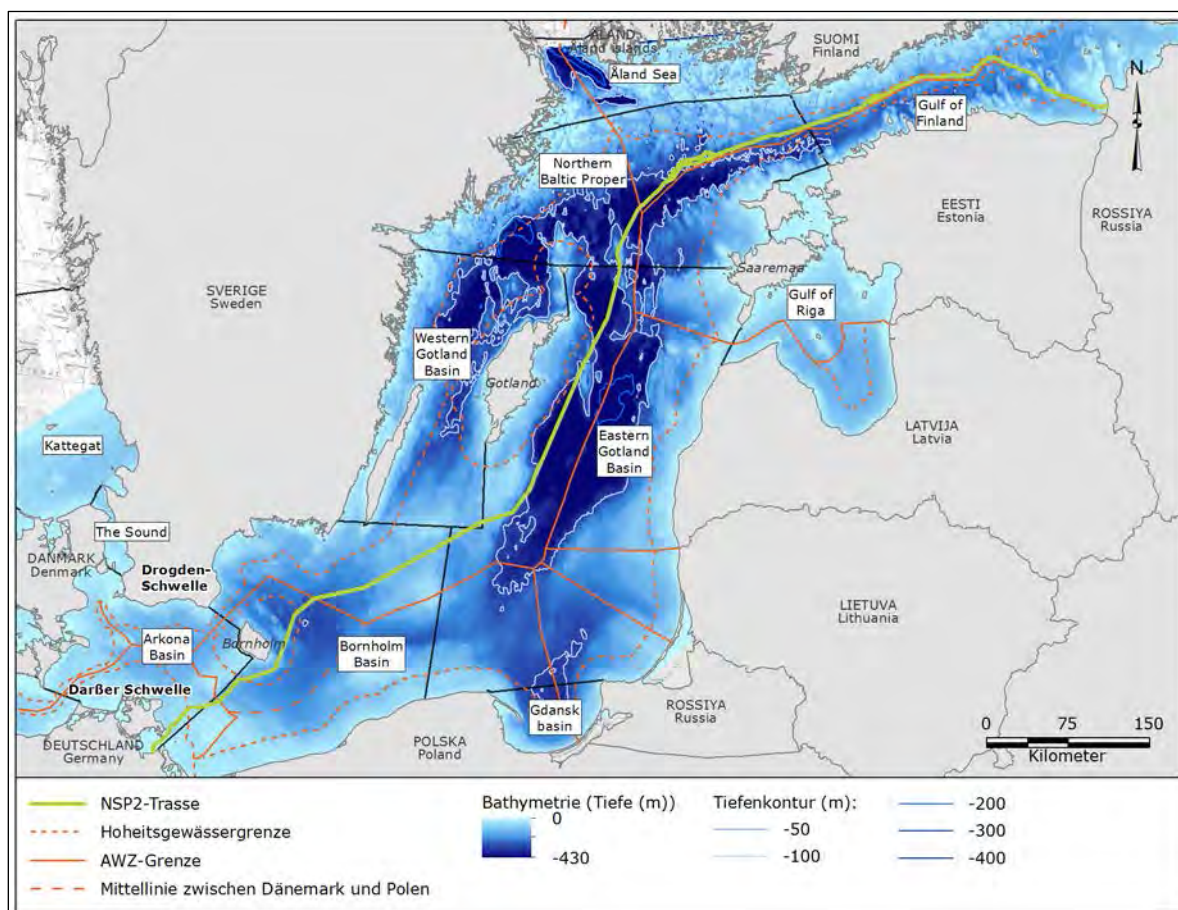 ÅLAND
Åland islands
SUOMI
Finland
Åland Sea
N
Gulf of
Finland
Northern
Baltic Proper
EESTI
Estonia
ROSSIYA
Russia
SVERIGE
Sweden
Saaremaa
Gulf of
Riga
Western
Gotland
Basin
Gotland
LATVIJA
Latvia
Kattegat
Eastern
Gotland
Basin
The Sound
DANMARK
Denmark
Drogden-
Schwelle
LIETUVA
Lithuania
Arkona
Basin
Bornholm
Bornholm
Basin
Darßer Schwelle
Gdansk
basin
ROSSIYA
Russia
DEUTSCHLAND
Germany
POLSKA
Poland
0 75 150
Kilometer
NSP2-Trasse
Hoheitsgewässergrenze
AWZ-Grenze
Mittellinie zwischen Dänemark und Polen
Bathymetrie (Tiefe (m))
0
-430
Tiefenkontur (m):
-50
-100
-200
-300
-400